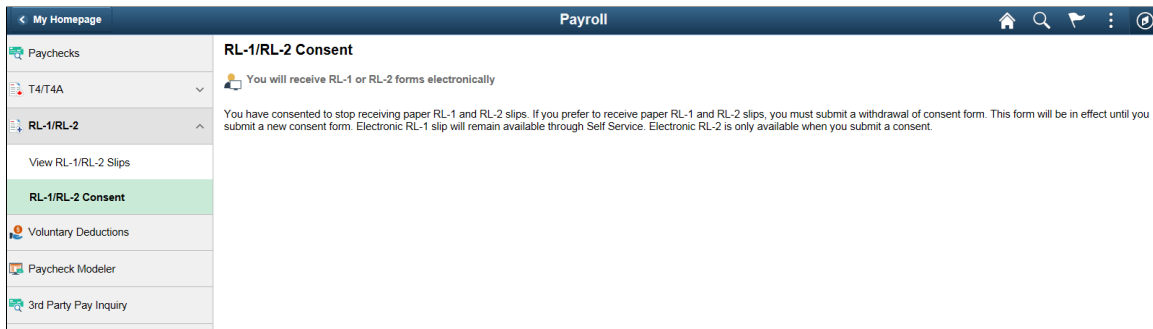 My Homepage
Payroll
Paychecks
T4/T4A
RL-1/RL-2
View RL-1/RL-2 Slips
RL-1/RL-2 Consent
Voluntary Deductions
Paycheck Modeler
3rd Party Pay Inquiry
RL-1/RL-2 Consent
You will receive RL-1 or RL-2 forms electronically
You have consented to stop receiving paper RL-1 and RL-2 slips. If you prefer to receive paper RL-1 and RL-2 slips, you must submit a withdrawal of consent form. This form will be in effect until you
submit a new consent form. Electronic RL-1 slip will remain available through Self Service. Electronic RL-2 is only available when you submit a consent.